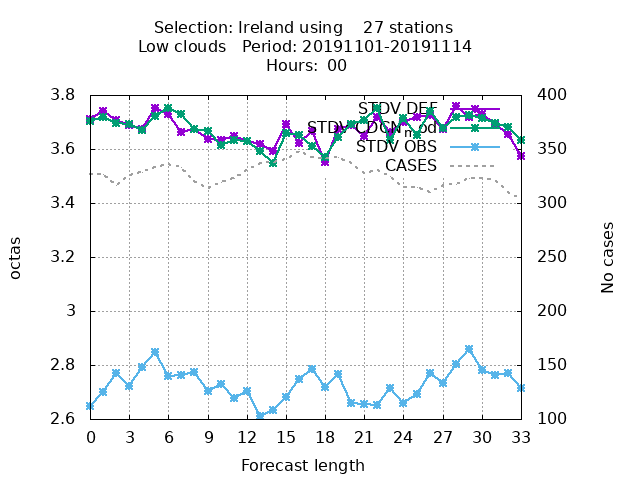 Selection: Ireland using 27 stations
Low clouds Period: 20191101-20191114
Hours: 00
3.8
3.6
3.4
3.2
3
2.8
2.6
octas
400
350
300
250
200
150
100
No cases
STDV DEF
STDV CDGN_mod
STDV OBS
CASES
0 3 6 9 12 15 18 21 24 27 30 33
Forecast length